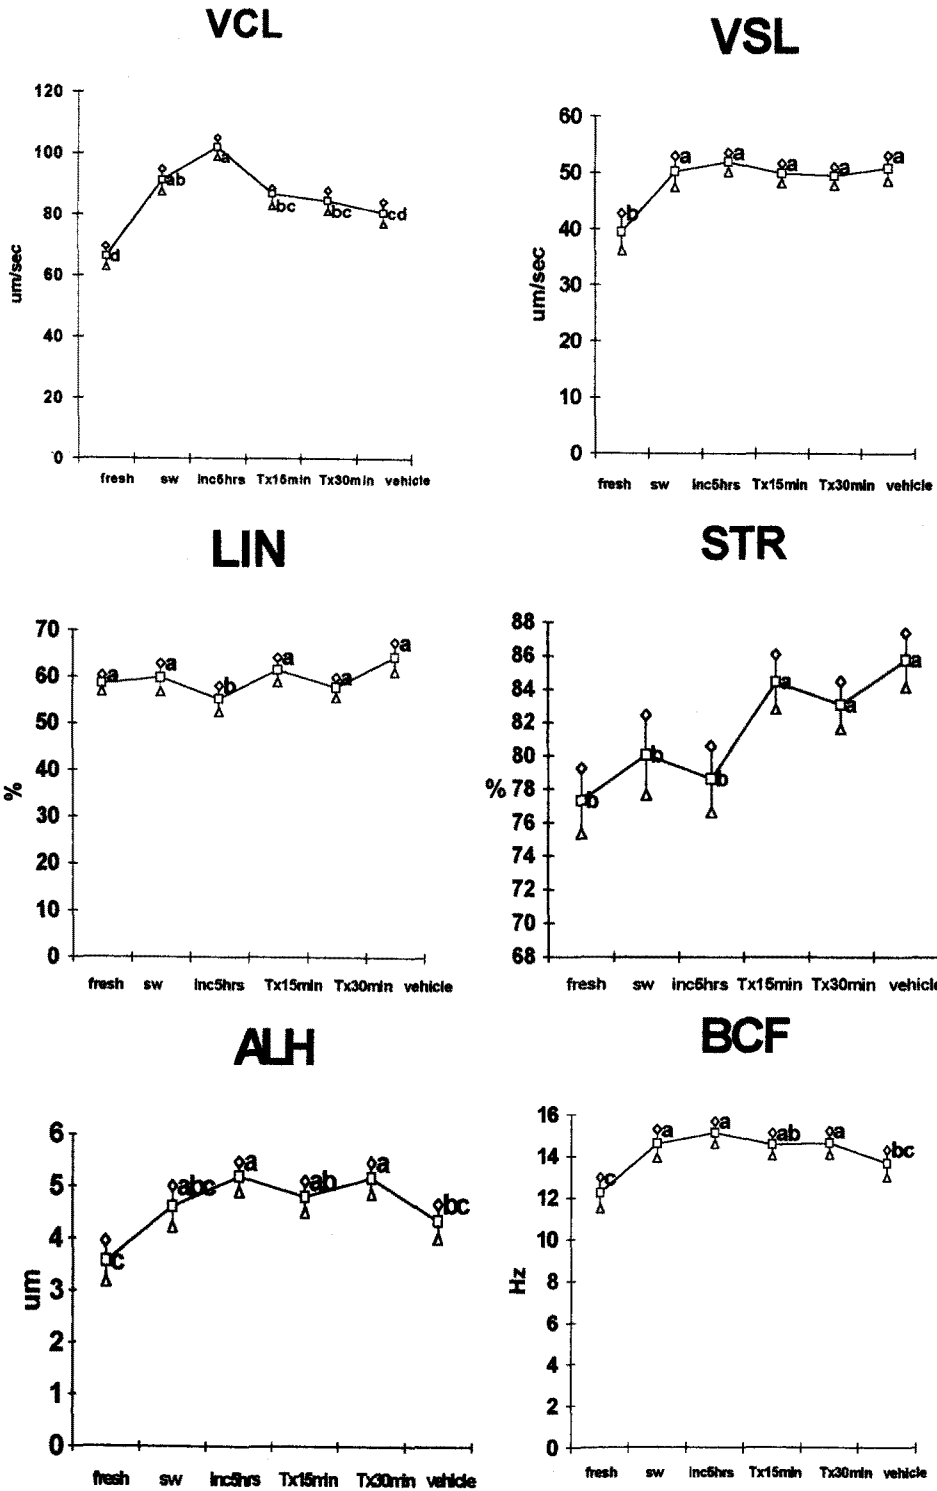 VCL
120
100
80
60
40
20
0
um/sec
a
ab
bc
bc
cd
d
fresh sw inc5hrs Tx15min Tx30min vehicle
VSL
60
50
40
30
20
10
0
um/sec
b
a
a
a
a
a
fresh sw inc5hrs Tx15min Tx30min vehicle
LIN
70
60
50
40
30
20
10
0
%
a
a
b
a
a
a
fresh sw inc5hrs Tx15min Tx30min vehicle
STR
88
86
84
82
80
78
76
74
72
70
68
%
b
b
b
a
a
a
fresh sw inc5hrs Tx15min Tx30min vehicle
ALH
6
5
4
3
2
1
0
um
c
abc
a
ab
a
bc
fresh sw inc5hrs Tx15min Tx30min vehicle
BCF
16
14
12
10
8
6
4
2
0
Hz
c
a
a
ab
a
bc
fresh sw inc5hrs Tx15min Tx30min vehicle